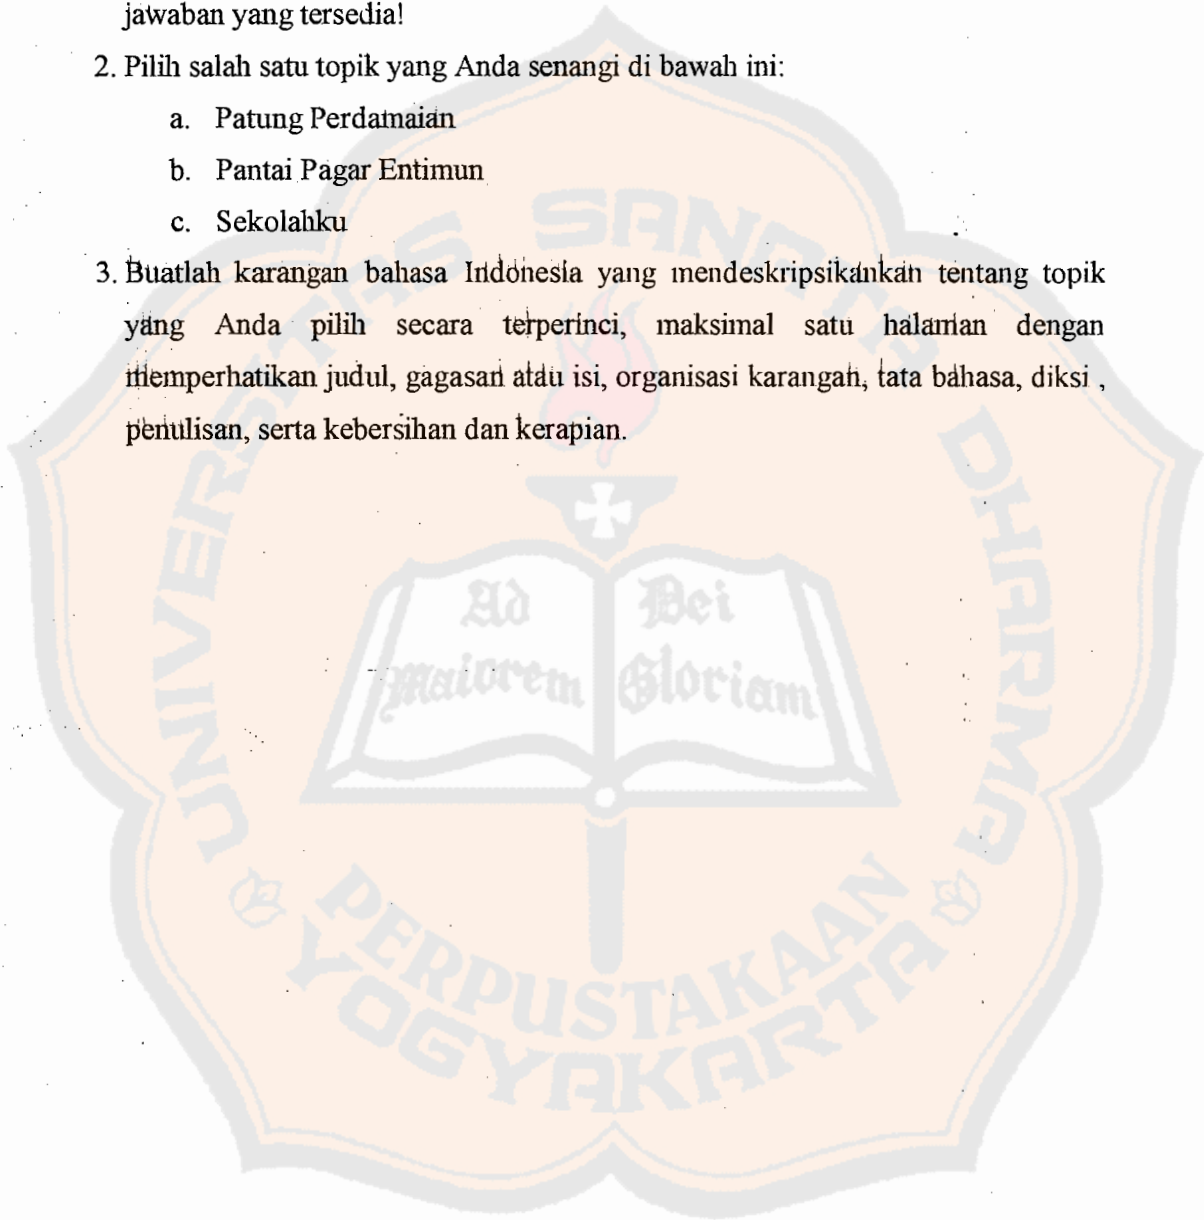 jawaban yang tersedia!
2. Pilih salah satu topik yang Anda senangi di bawah ini:
a. Patung Perdamaian
b. Pantai Pagar Entimun
c. Sekolahku
3. Buatlah karangan bahasa Indonesia yang mendeskripsikankan tentang topik
yang Anda pilih secara terperinci, maksimal satu halaman dengan
memperhatikan judul, gagasan atau isi, organisasi karangan, tata bahasa, diksi ,
penulisan, serta kebersihan dan kerapian.
UNIVERSITAS SANATA DHARMA
Ad Dei
Maiorem Gloriam
PERPUSTAKAAN
YOGYAKARTA